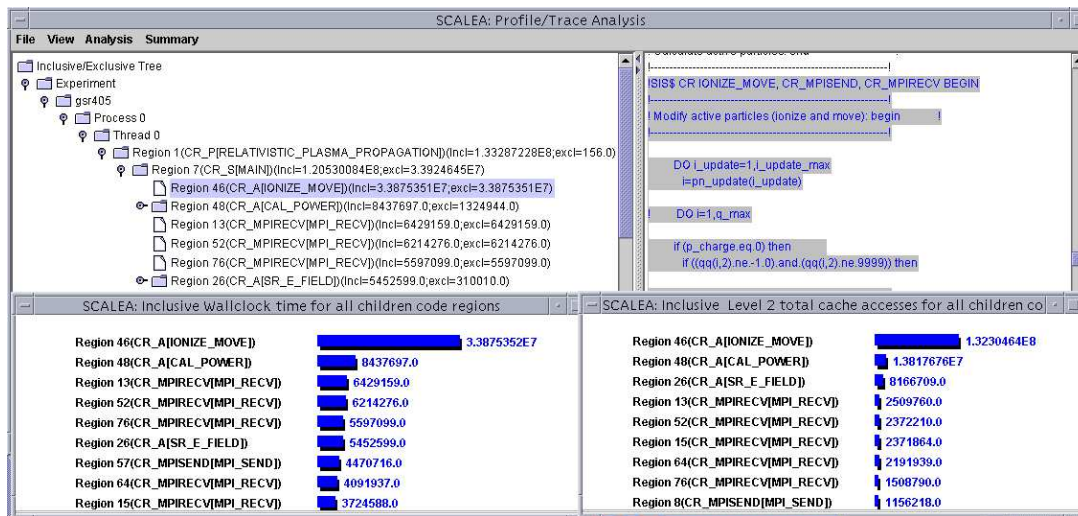 SCALEA: Profile/Trace Analysis
File View Analysis Summary
Inclusive/Exclusive Tree
Experiment
gsr405
Process 0
Thread 0
Region 1(CR_P[RELATIVISTIC_PLASMA_PROPAGATION])(Incl=1.33287228E8;excl=156.0)
Region 7(CR_S[MAIN])(Incl=1.20530084E8;excl=3.3924645E7)
Region 46(CR_A[IONIZE_MOVE])(Incl=3.3875351E7;excl=3.3875351E7)
Region 48(CR_A[CAL_POWER])(Incl=8437697.0;excl=1324944.0)
Region 13(CR_MPIRECV[MPI_RECV])(Incl=6429159.0;excl=6429159.0)
Region 52(CR_MPIRECV[MPI_RECV])(Incl=6214276.0;excl=6214276.0)
Region 76(CR_MPIRECV[MPI_RECV])(Incl=5597099.0;excl=5597099.0)
Region 26(CR_A[SR_E_FIELD])(Incl=5452599.0;excl=310010.0)
!SIS$ CR IONIZE_MOVE, CR_MPISEND, CR_MPIRECV BEGIN
!----------------------------------------------------------------!
! Modify active particles (ionize and move): begin !
!----------------------------------------------------------------!
DO i_update=1,i_update_max
i=pn_update(i_update)
! DO i=1,q_max
if (p_charge.eq.0) then
if ((qq(i,2).ne.-1.0).and.(qq(i,2).ne.9999)) then
SCALEA: Inclusive Wallclock time for all children code regions
Region 46(CR_A[IONIZE_MOVE]) 3.3875352E7
Region 48(CR_A[CAL_POWER]) 8437697.0
Region 13(CR_MPIRECV[MPI_RECV]) 6429159.0
Region 52(CR_MPIRECV[MPI_RECV]) 6214276.0
Region 76(CR_MPIRECV[MPI_RECV]) 5597099.0
Region 26(CR_A[SR_E_FIELD]) 5452599.0
Region 57(CR_MPISEND[MPI_SEND]) 4470716.0
Region 64(CR_MPIRECV[MPI_RECV]) 4091937.0
Region 15(CR_MPIRECV[MPI_RECV]) 3724588.0
SCALEA: Inclusive Level 2 total cache accesses for all children co
Region 46(CR_A[IONIZE_MOVE]) 1.3230464E8
Region 48(CR_A[CAL_POWER]) 1.3817676E7
Region 26(CR_A[SR_E_FIELD]) 8166709.0
Region 13(CR_MPIRECV[MPI_RECV]) 2509760.0
Region 52(CR_MPIRECV[MPI_RECV]) 2372210.0
Region 15(CR_MPIRECV[MPI_RECV]) 2371864.0
Region 64(CR_MPIRECV[MPI_RECV]) 2191939.0
Region 76(CR_MPIRECV[MPI_RECV]) 1508790.0
Region 8(CR_MPISEND[MPI_SEND]) 1156218.0